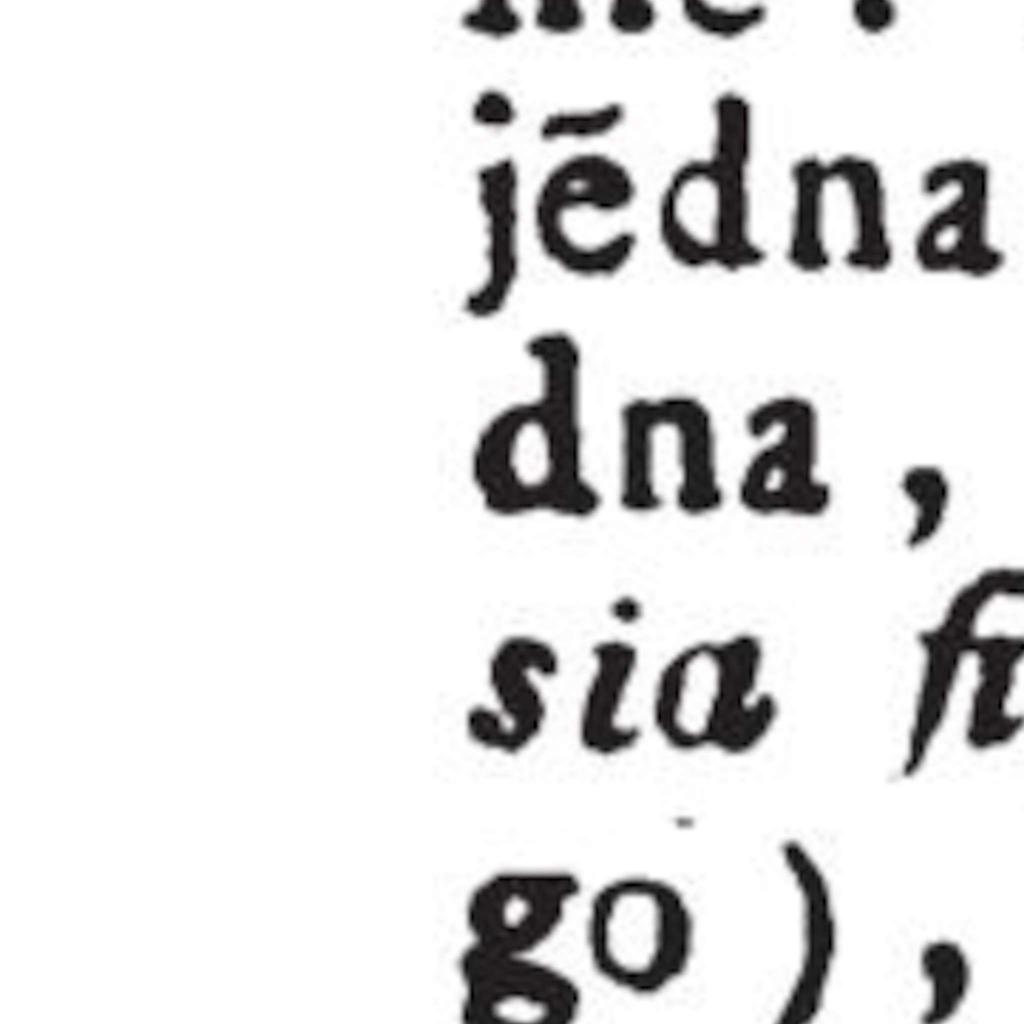 jēdna
dna ,
sia
go ) ,